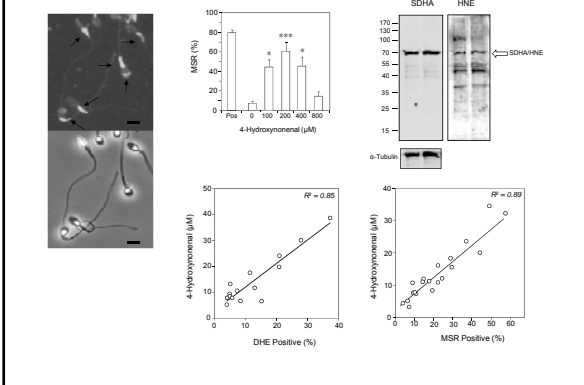 SDHA HNE
100
80
60
40
20
0
MSR (%)
*
***
*
Pos 0 100 200 400 800
4-Hydroxynonenal (µM)
170
130
100
70
55
40
35
25
15
SDHA/HNE
α-Tubulin
50
40
30
20
10
0
4-Hydroxynonenal (µM)
R² = 0.85
0 10 20 30 40
DHE Positive (%)
40
30
20
10
0
4-Hydroxynonenal (µM)
R² = 0.89
0 10 20 30 40 50 60
MSR Positive (%)